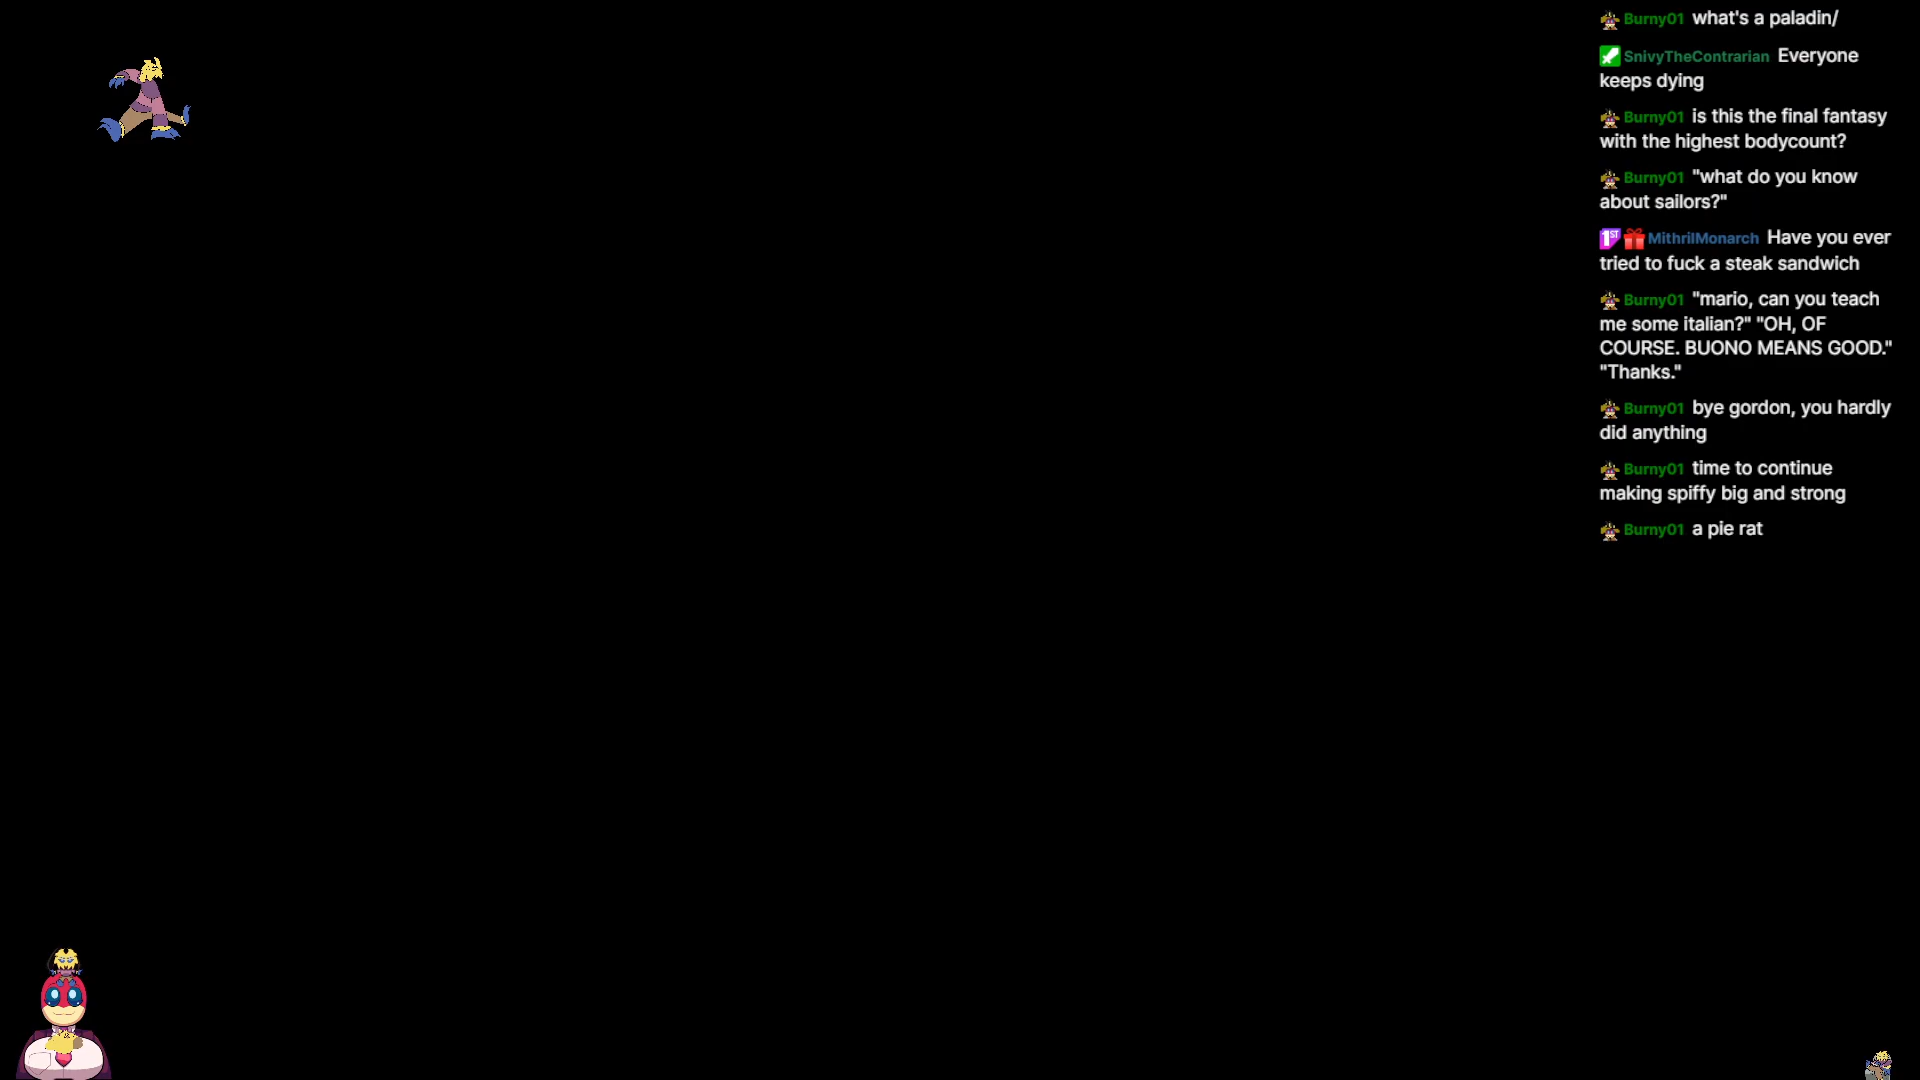 Burny01 what's a paladin/
SnivyTheContrarian Everyone
keeps dying
Burny01 is this the final fantasy
with the highest bodycount?
Burny01 "what do you know
about sailors?"
1ST MithrilMonarch Have you ever
tried to fuck a steak sandwich
Burny01 "mario, can you teach
me some italian?" "OH, OF
COURSE. BUONO MEANS GOOD."
"Thanks."
Burny01 bye gordon, you hardly
did anything
Burny01 time to continue
making spiffy big and strong
Burny01 a pie rat